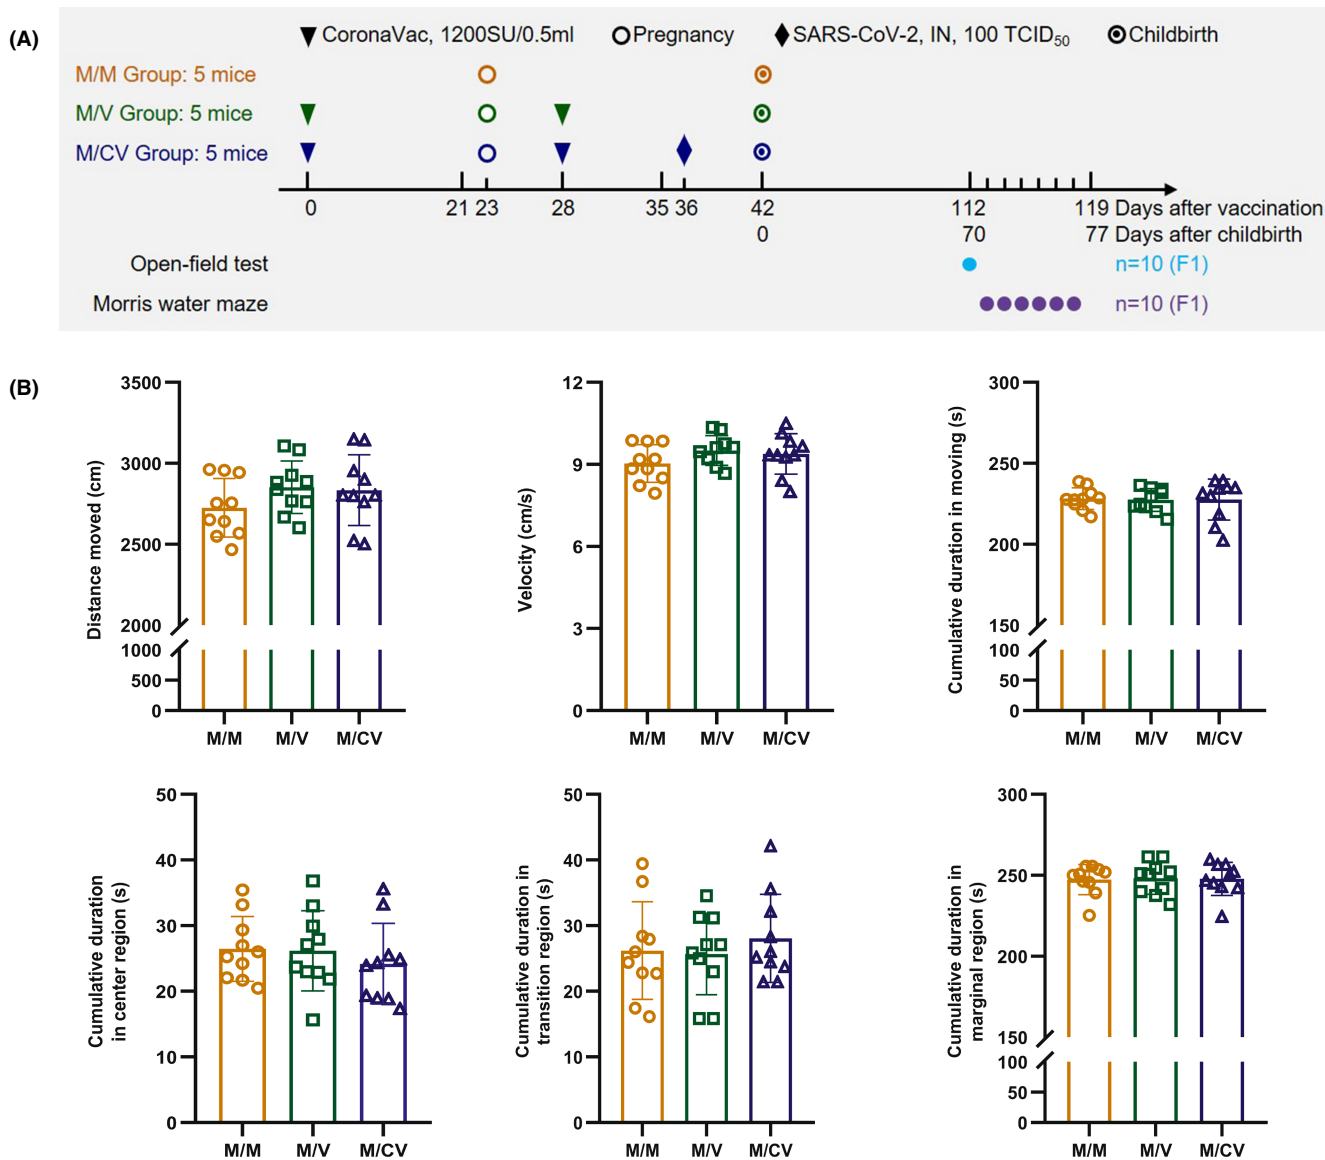 (A)
CoronaVac, 1200SU/0.5ml Pregnancy SARS-CoV-2, IN, 100 TCID50 Childbirth
M/M Group: 5 mice
M/V Group: 5 mice
M/CV Group: 5 mice
0 21 23 28 35 36 42 112 119 Days after vaccination
0 70 77 Days after childbirth
Open-field test n=10 (F1)
Morris water maze n=10 (F1)
(B)
Distance moved (cm)
3500
3000
2500
2000
1000
500
0
M/M M/V M/CV
Velocity (cm/s)
12
9
6
3
0
M/M M/V M/CV
Cumulative duration in moving (s)
300
250
200
150
100
50
0
M/M M/V M/CV
Cumulative duration
in center region (s)
50
40
30
20
10
0
M/M M/V M/CV
Cumulative duration in
transition region (s)
50
40
30
20
10
0
M/M M/V M/CV
Cumulative duration in
marginal region (s)
300
250
200
150
100
50
0
M/M M/V M/CV